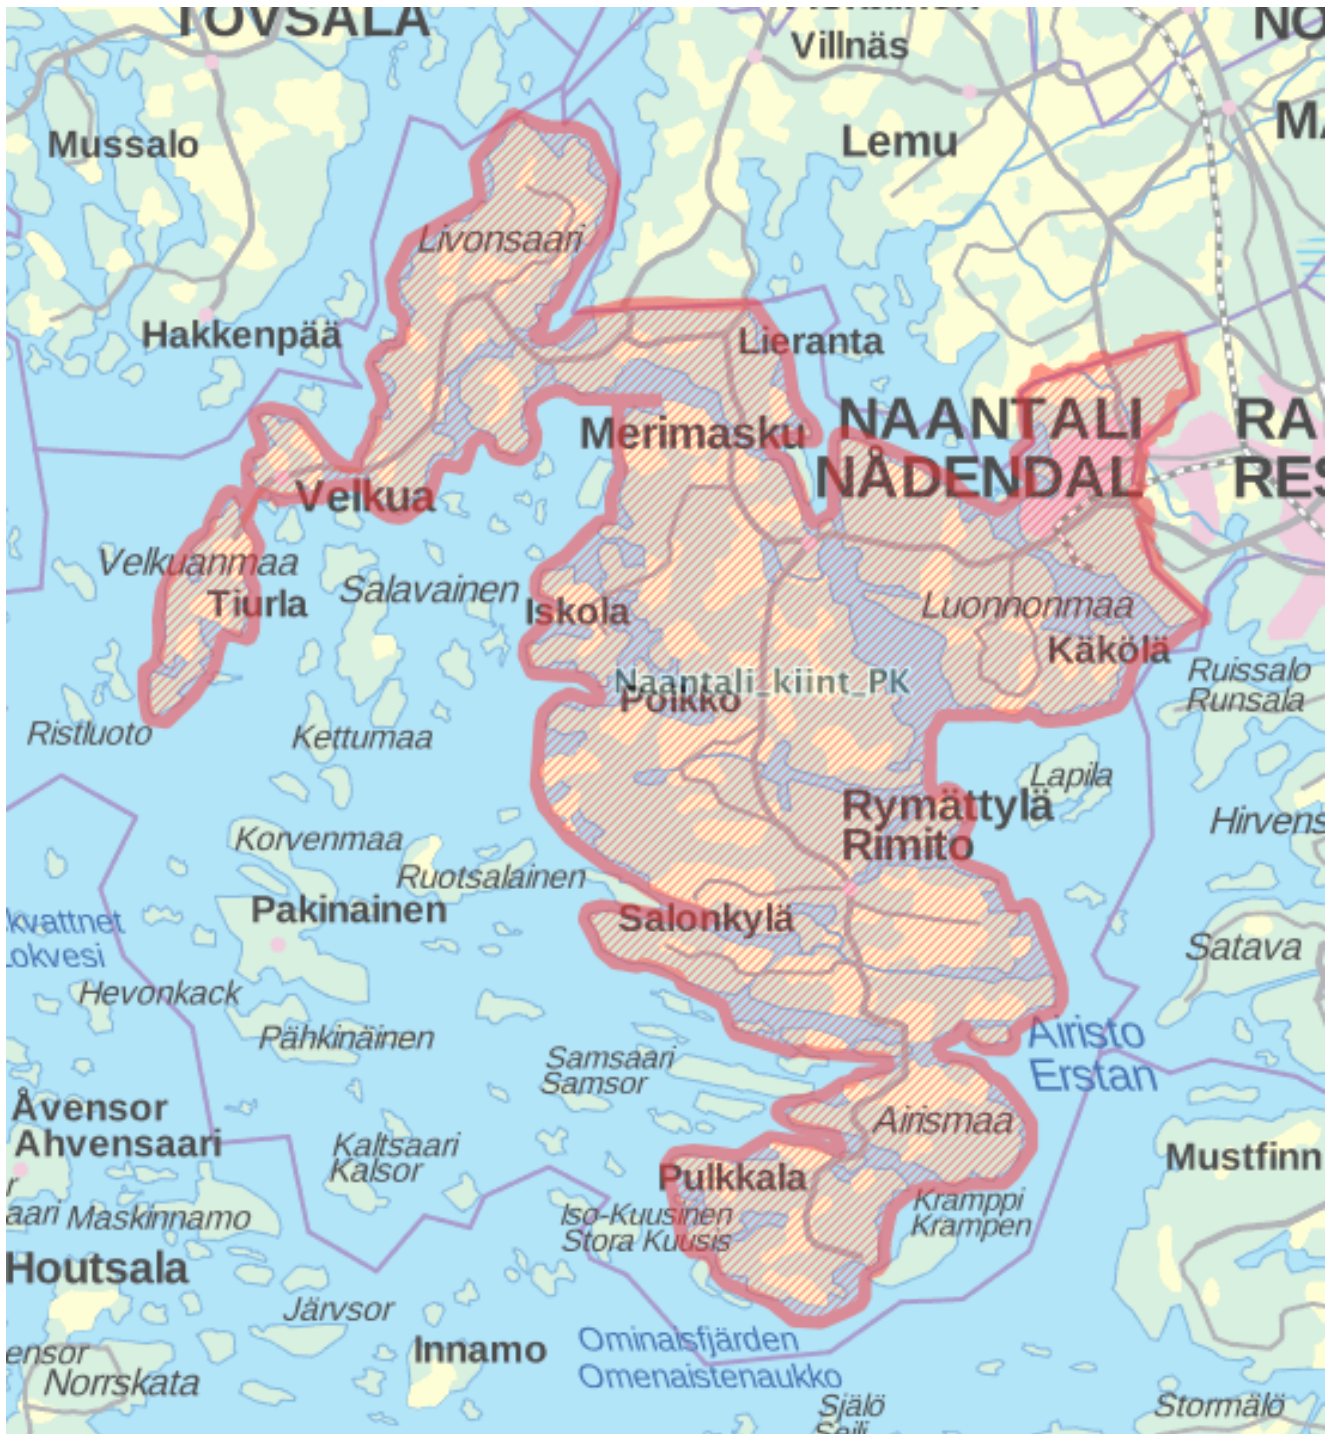 TÖVSALA
Villnäs
Mussalo
Lemu
Livonsaari
Hakkenpää
Lieranta
NAANTALI
NÅDENDAL
Merimasku
Velkua
Velkuanmaa
Tiurla
Salavainen
Iskola
Luonnonmaa
Käkölä
Naantali_kiint_PK
Poikko
Ruissalo
Runsala
Ristluoto
Kettumaa
Lapila
Rymättylä
Rimito
Korvenmaa
Ruotsalainen
Pakinainen
Salonkylä
Satava
Hevonkack
Pähkinäinen
Airisto
Erstan
Samsaari
Samsor
Åvensor
Ahvensaari
Airismaa
Kaltsaari
Kalsor
Pulkkala
Mustfinn
Maskinnamo
Iso-Kuusinen
Stora Kuusis
Kramppi
Krampen
Houtsala
Järvsor
Innamo
Ominaisfjärden
Omenaistenaukko
Norrskata
Själö
Seili
Stormälö